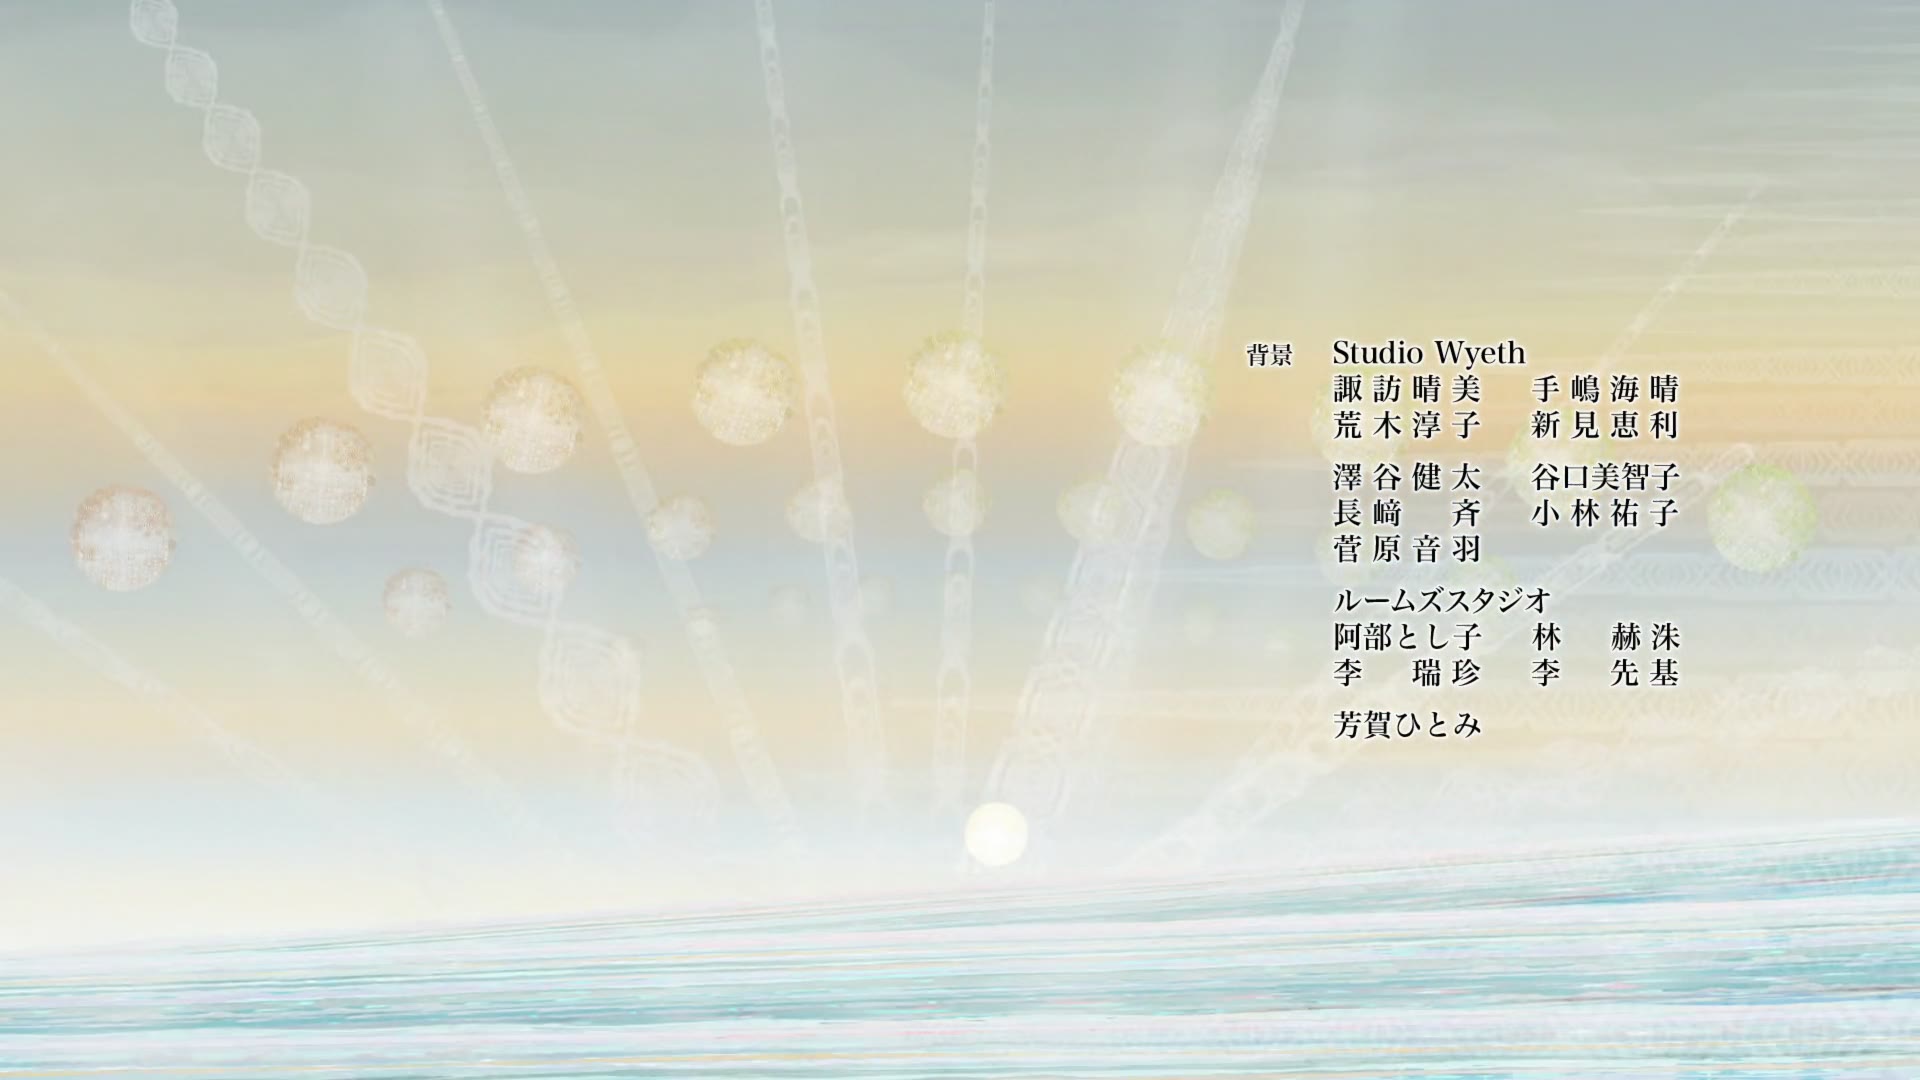 背景 Studio Wyeth
諏訪晴美 手嶋海晴
荒木淳子 新見恵利
澤谷健太 谷口美智子
長﨑 斉 小林祐子
菅原音羽
ルームズスタジオ
阿部とし子 林 赫洙
李 瑞珍 李 先基
芳賀ひとみ